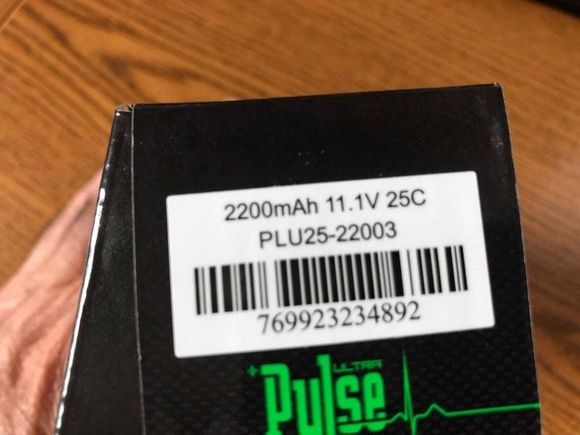 2200mAh 11.1V 25C
PLU25-22003
769923234892
ULTRA
+Pulse